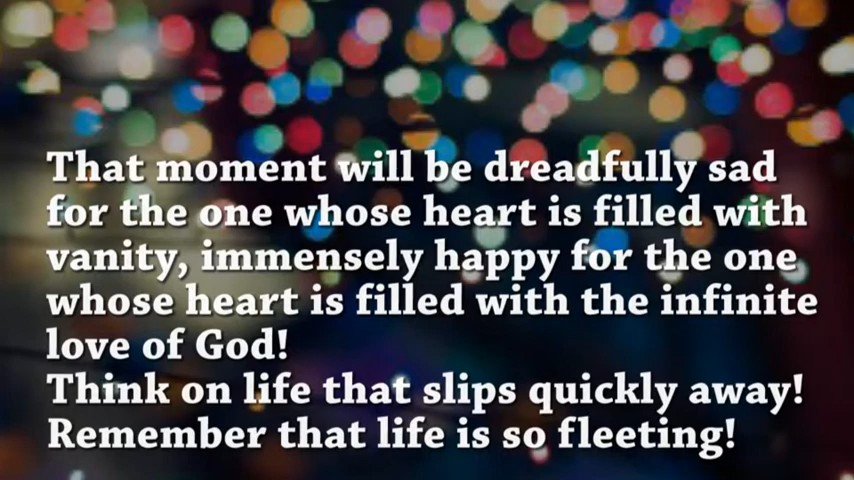 That moment will be dreadfully sad
for the one whose heart is filled with
vanity, immensely happy for the one
whose heart is filled with the infinite
love of God!
Think on life that slips quickly away!
Remember that life is so fleeting!